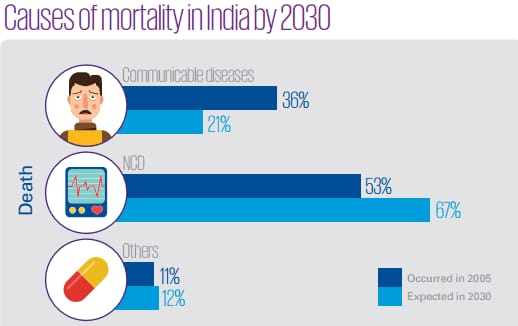 Causes of mortality in India by 2030
Communicable diseases
36%
21%
NCD
53%
67%
Death
Others
11%
12%
Occurred in 2005
Expected in 2030